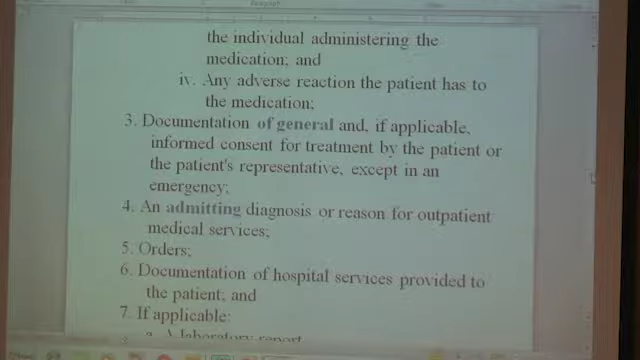 the individual administering the
medication; and
iv. Any adverse reaction the patient has to
the medication;
3. Documentation of general and, if applicable,
informed consent for treatment by the patient or
the patient's representative, except in an
emergency;
4. An admitting diagnosis or reason for outpatient
medical services;
5. Orders;
6. Documentation of hospital services provided to
the patient; and
7. If applicable:
a. A laboratory report